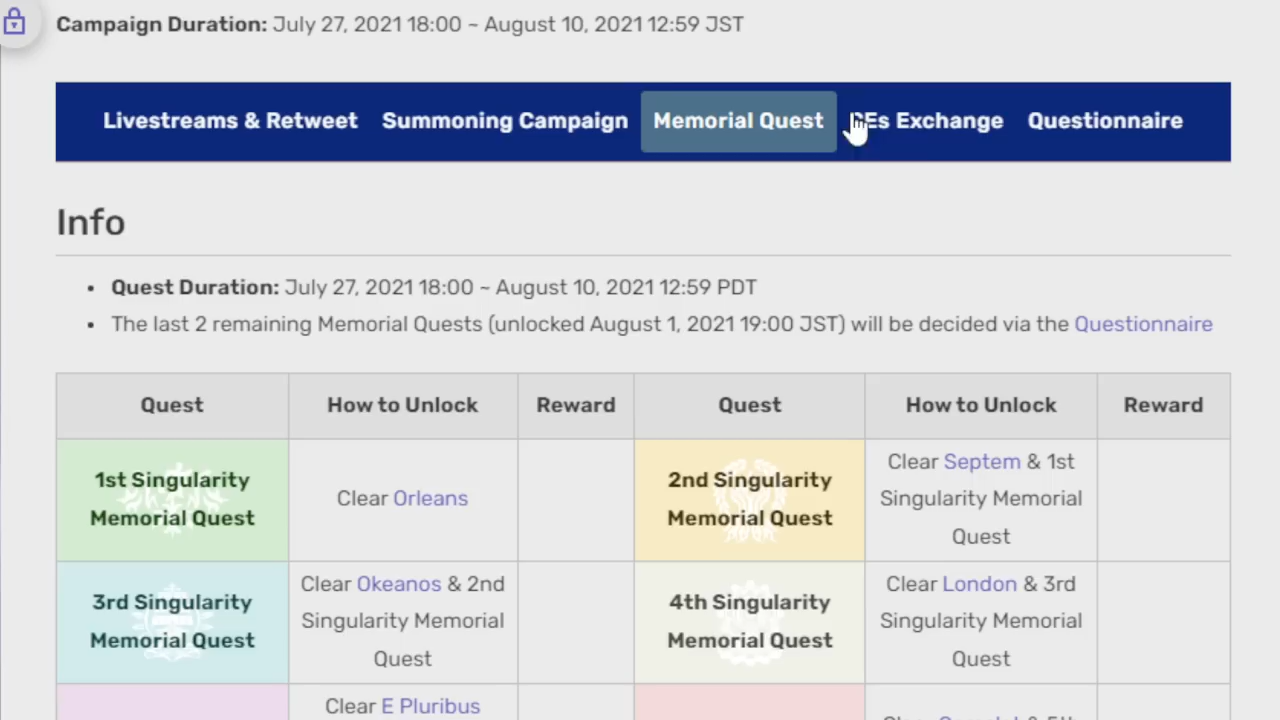 Campaign Duration: July 27, 2021 18:00 ~ August 10, 2021 12:59 JST
Livestreams & Retweet Summoning Campaign Memorial Quest Exchange Questionnaire
Info
• Quest Duration: July 27, 2021 18:00 ~ August 10, 2021 12:59 PDT
• The last 2 remaining Memorial Quests (unlocked August 1, 2021 19:00 JST) will be decided via the Questionnaire
Quest How to Unlock Reward Quest How to Unlock Reward
1st Singularity
Memorial Quest
Clear Orleans
2nd Singularity
Memorial Quest
Clear Septem & 1st
Singularity Memorial
Quest
3rd Singularity
Memorial Quest
Clear Okeanos & 2nd
Singularity Memorial
Quest
4th Singularity
Memorial Quest
Clear London & 3rd
Singularity Memorial
Quest
Clear E Pluribus